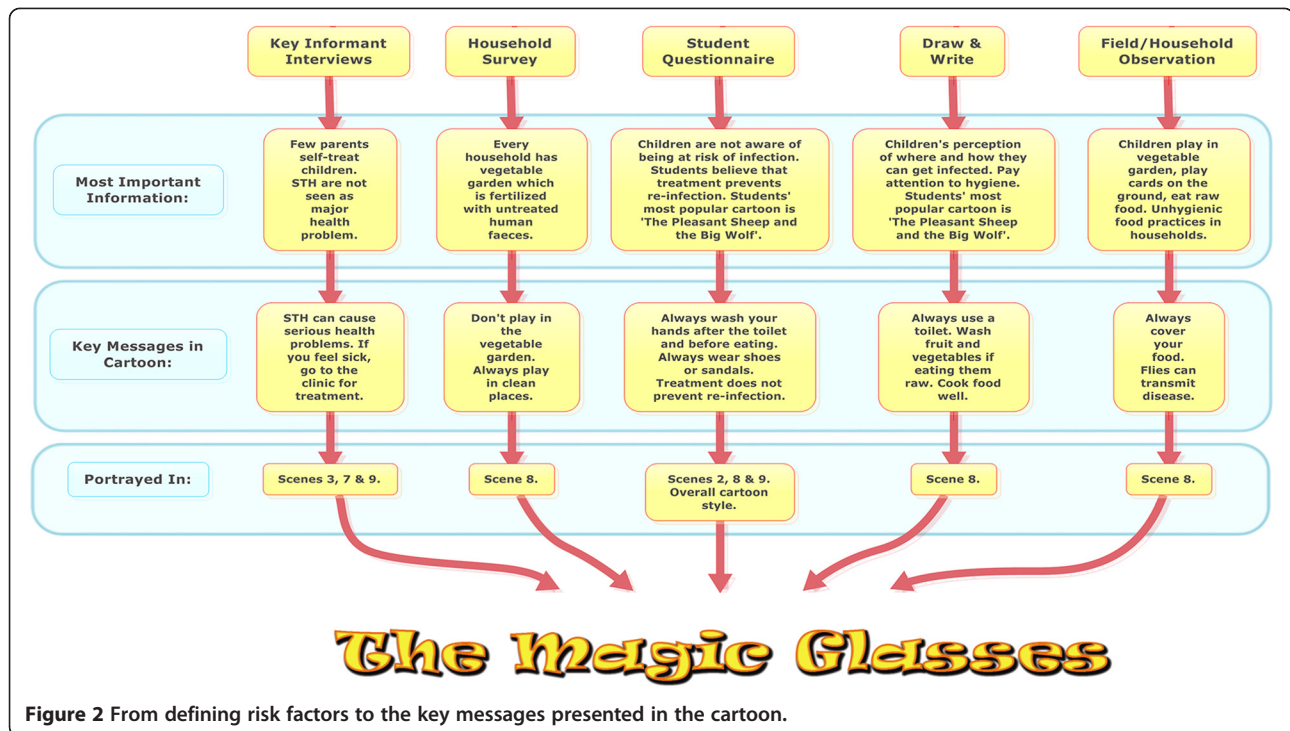 Key Informant
Interviews
Household
Survey
Student
Questionnaire
Draw &
Write
Field/Household
Observation
Most Important
Information:
Few parents
self-treat
children.
STH are not
seen as
major
health
problem.
Every
household has
vegetable
garden which
is fertilized
with untreated
human
faeces.
Children are not aware of
being at risk of infection.
Students believe that
treatment prevents
re-infection. Students'
most popular cartoon is
'The Pleasant Sheep and
the Big Wolf'.
Children's perception
of where and how they
can get infected. Pay
attention to hygiene.
Students' most
popular cartoon is
'The Pleasant Sheep
and the Big Wolf'.
Children play in
vegetable
garden, play
cards on the
ground, eat raw
food. Unhygienic
food practices in
households.
Key Messages in
Cartoon:
STH can cause
serious health
problems. If
you feel sick,
go to the
clinic for
treatment.
Don't play in
the
vegetable
garden.
Always play
in clean
places.
Always wash your
hands after the toilet
and before eating.
Always wear shoes
or sandals.
Treatment does not
prevent re-infection.
Always use a
toilet. Wash
fruit and
vegetables if
eating them
raw. Cook food
well.
Always
cover
your
food.
Flies can
transmit
disease.
Portrayed In:
Scenes 3, 7 & 9.
Scene 8.
Scenes 2, 8 & 9.
Overall cartoon
style.
Scene 8.
Scene 8.
The Magic Glasses
Figure 2 From defining risk factors to the key messages presented in the cartoon.